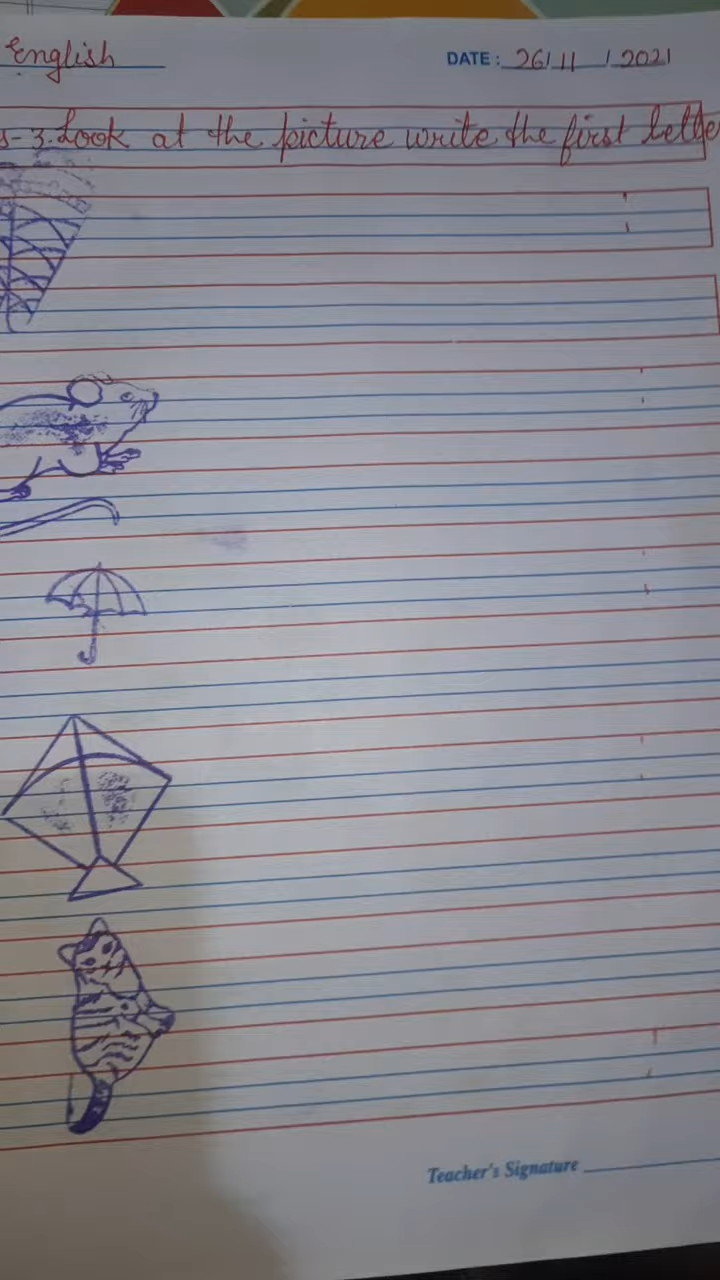 English
DATE: 26/11/2021
s-3. Look at the picture write the first letter
Teacher's Signature